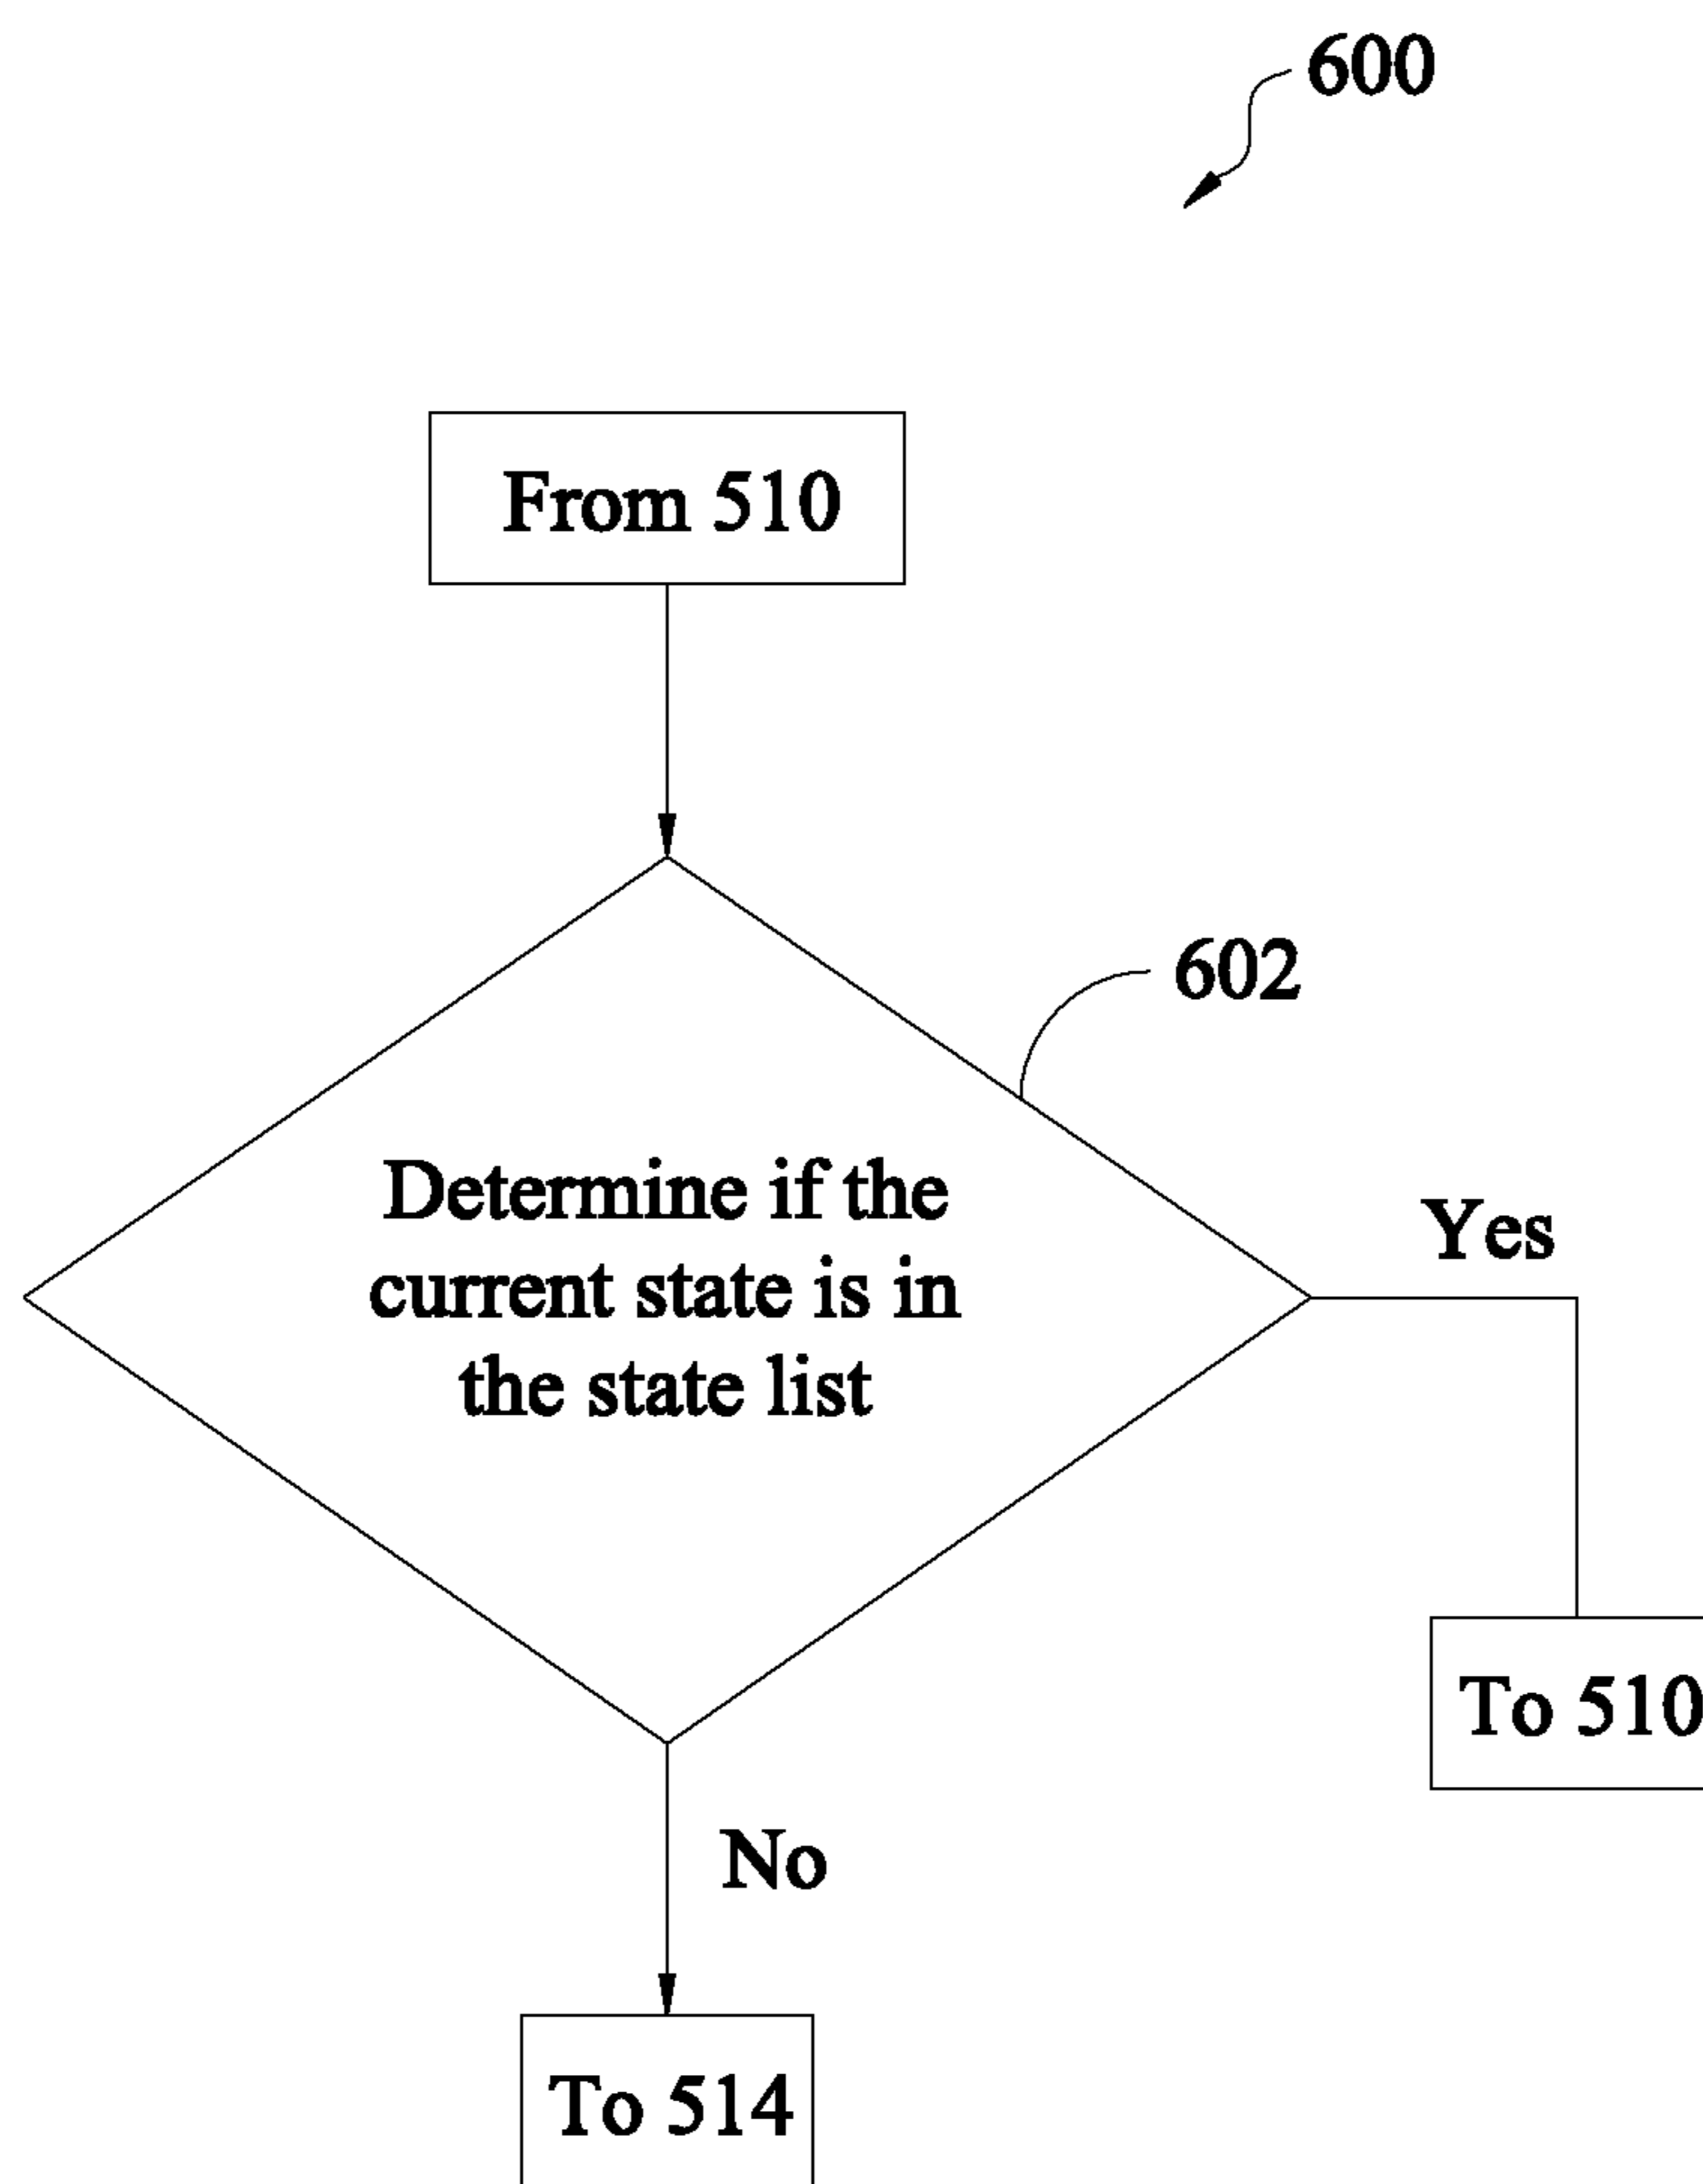 600
From 510
602
Determine if the
current state is in
the state list
Yes
To 510
No
To 514